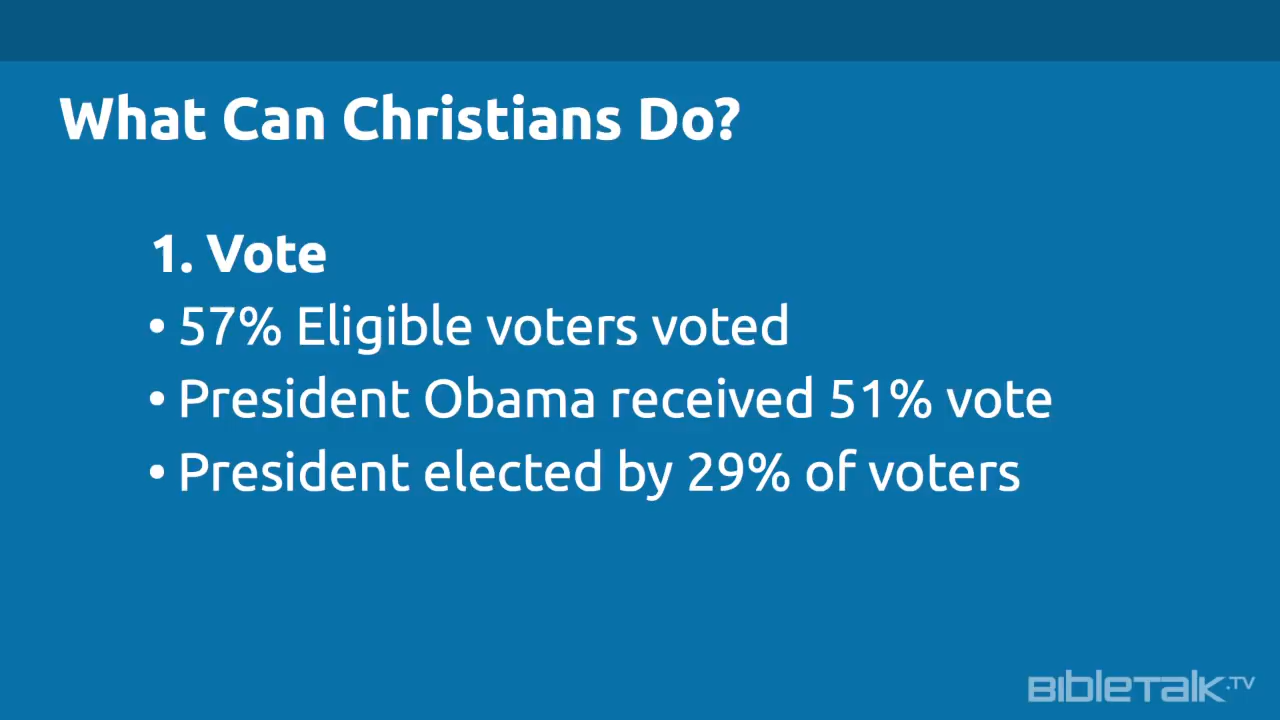 What Can Christians Do?
1. Vote
• 57% Eligible voters voted
• President Obama received 51% vote
• President elected by 29% of voters
BibleTalk.TV